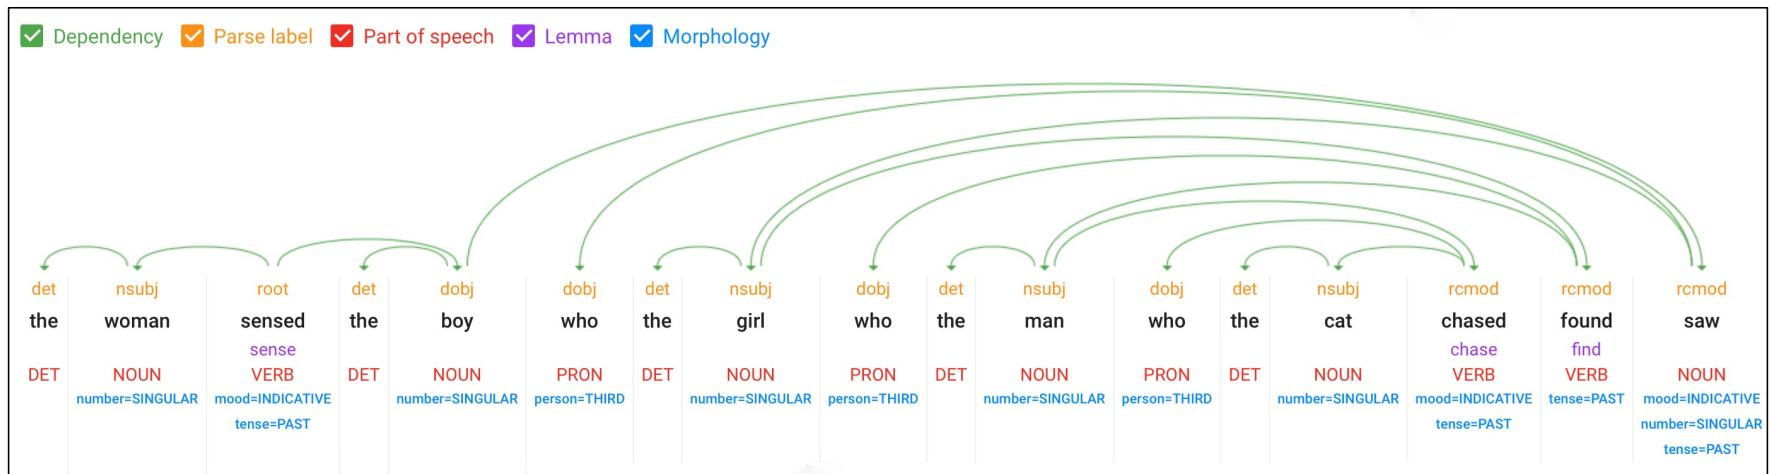 Dependency Parse label Part of speech Lemma Morphology
det nsubj root det dobj dobj det nsubj dobj det nsubj dobj det nsubj rcmod rcmod rcmod
the woman sensed the boy who the girl who the man who the cat chased found saw
sense chase find
DET NOUN VERB DET NOUN PRON DET NOUN PRON DET NOUN PRON DET NOUN VERB VERB NOUN
number=SINGULAR mood=INDICATIVE number=SINGULAR person=THIRD number=SINGULAR person=THIRD number=SINGULAR person=THIRD number=SINGULAR mood=INDICATIVE tense=PAST mood=INDICATIVE
tense=PAST tense=PAST number=SINGULAR
tense=PAST